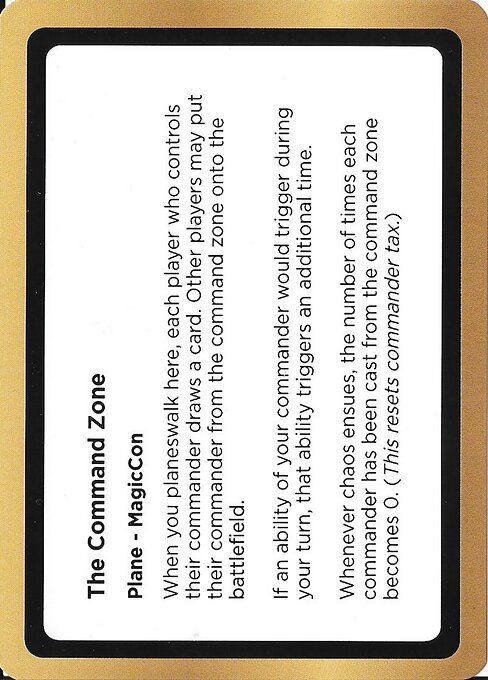 The Command Zone
Plane - MagicCon
When you planeswalk here, each player who controls
their commander draws a card. Other players may put
their commander from the command zone onto the
battlefield.
If an ability of your commander would trigger during
your turn, that ability triggers an additional time.
Whenever chaos ensues, the number of times each
commander has been cast from the command zone
becomes 0. (This resets commander tax.)